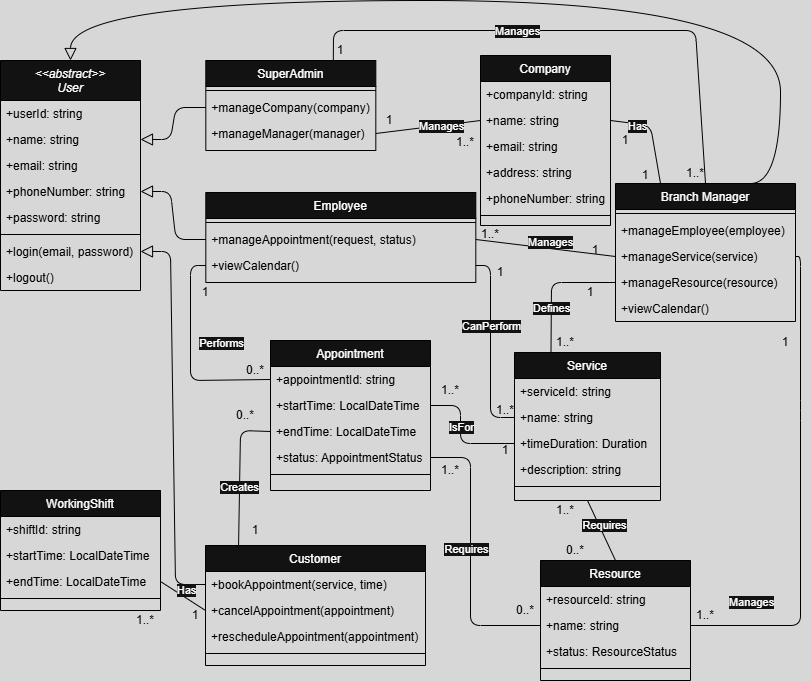 Manages
1
<<abstract>>
User
+userId: string
+name: string
+email: string
+phoneNumber: string
+password: string
+login(email, password)
+logout()
SuperAdmin
+manageCompany(company)
+manageManager(manager)
1
Manages
1..*
Company
+companyId: string
+name: string
+email: string
+address: string
+phoneNumber: string
Has
1
1
1..*
Branch Manager
+manageEmployee(employee)
+manageService(service)
+manageResource(resource)
+viewCalendar()
Employee
+manageAppointment(request, status)
+viewCalendar()
1..*
Manages
1
1
1
1
Defines
1..*
1
CanPerform
1..*
Performs
0..*
Appointment
+appointmentId: string
+startTime: LocalDateTime
+endTime: LocalDateTime
+status: AppointmentStatus
1..*
IsFor
1
1..*
Service
+serviceId: string
+name: string
+timeDuration: Duration
+description: string
0..*
Creates
1
1..*
Requires
0..*
WorkingShift
+shiftId: string
+startTime: LocalDateTime
+endTime: LocalDateTime
Has
1..*
1
Customer
+bookAppointment(service, time)
+cancelAppointment(appointment)
+rescheduleAppointment(appointment)
Requires
0..*
Resource
+resourceId: string
+name: string
+status: ResourceStatus
Manages
1..*